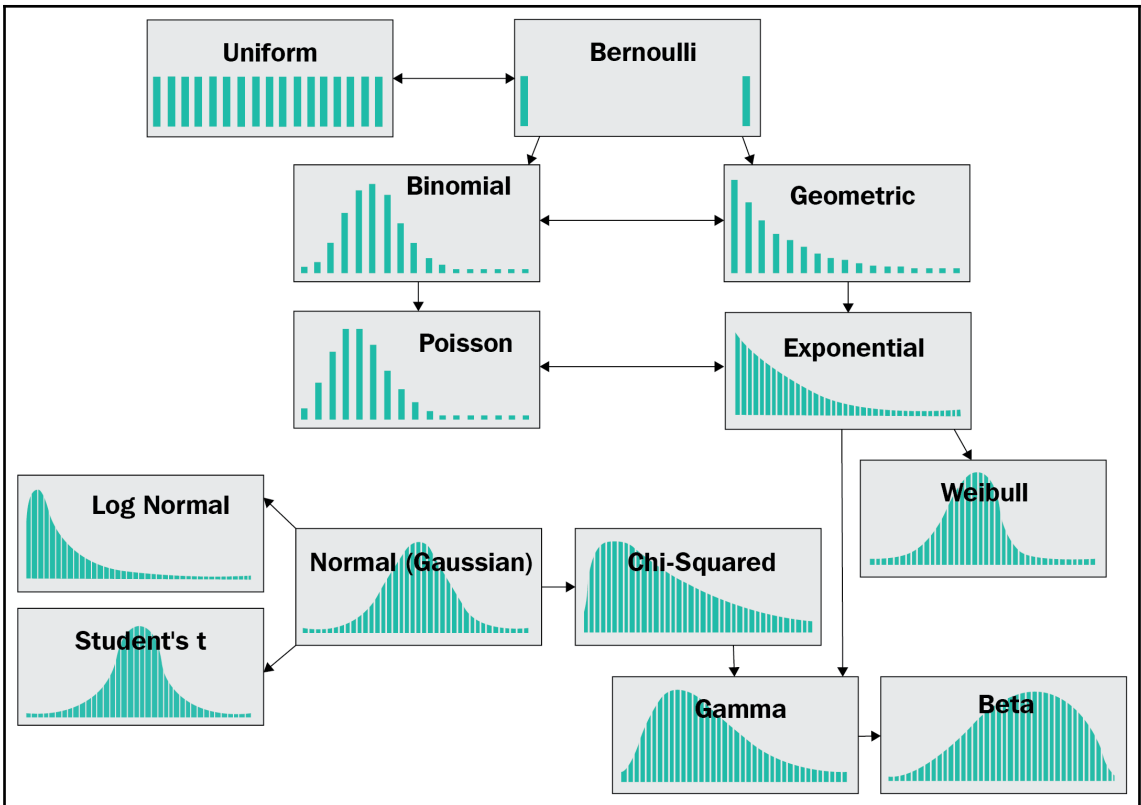 Uniform
Bernoulli
Binomial
Geometric
Poisson
Exponential
Log Normal
Weibull
Normal (Gaussian)
Chi-Squared
Student's t
Gamma
Beta